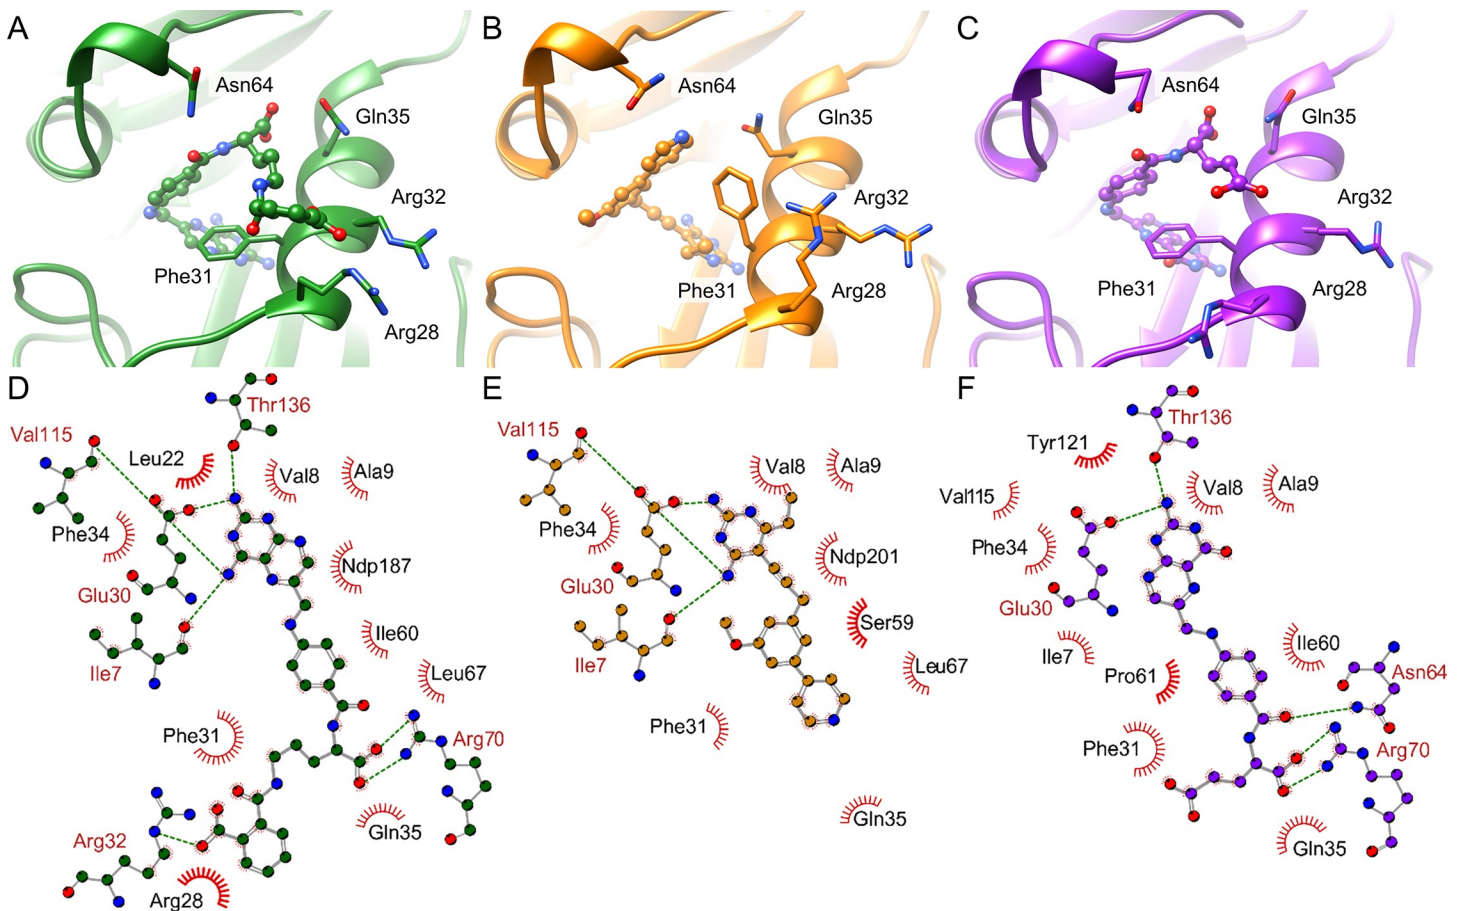 A
Asn64
Gln35
Arg32
Phe31
Arg28
B
Asn64
Gln35
Arg32
Phe31
Arg28
C
Asn64
Gln35
Arg32
Phe31
Arg28
D
Thr136
Val115
Leu22
Val8
Ala9
Phe34
Ndp187
Glu30
Ile60
Ile7
Leu67
Phe31
Arg70
Gln35
Arg32
Arg28
E
Val115
Val8
Ala9
Phe34
Ndp201
Glu30
Ser59
Ile7
Leu67
Phe31
Gln35
F
Thr136
Tyr121
Val115
Val8
Ala9
Phe34
Glu30
Ile60
Ile7
Pro61
Asn64
Phe31
Arg70
Gln35